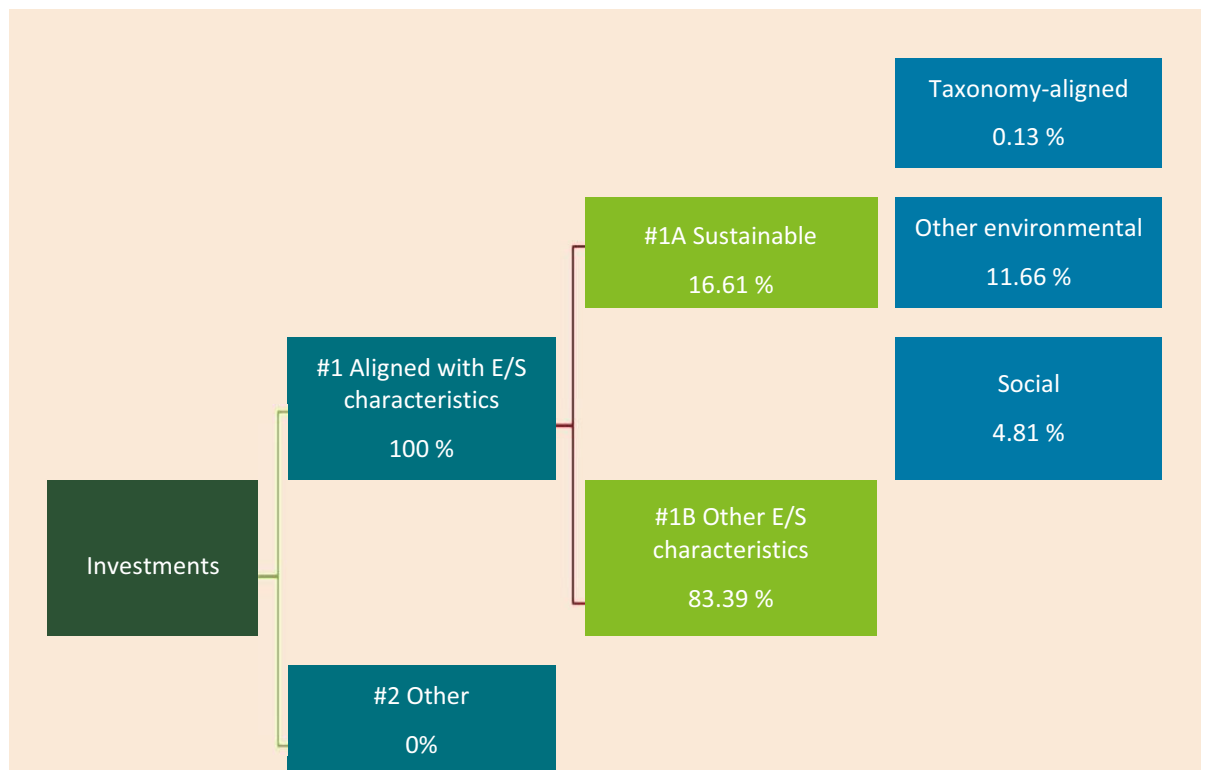 Taxonomy-aligned
0.13 %
#1A Sustainable
16.61 %
Other environmental
11.66 %
#1 Aligned with E/S
characteristics
100 %
Social
4.81 %
Investments
#1B Other E/S
characteristics
83.39 %
#2 Other
0%